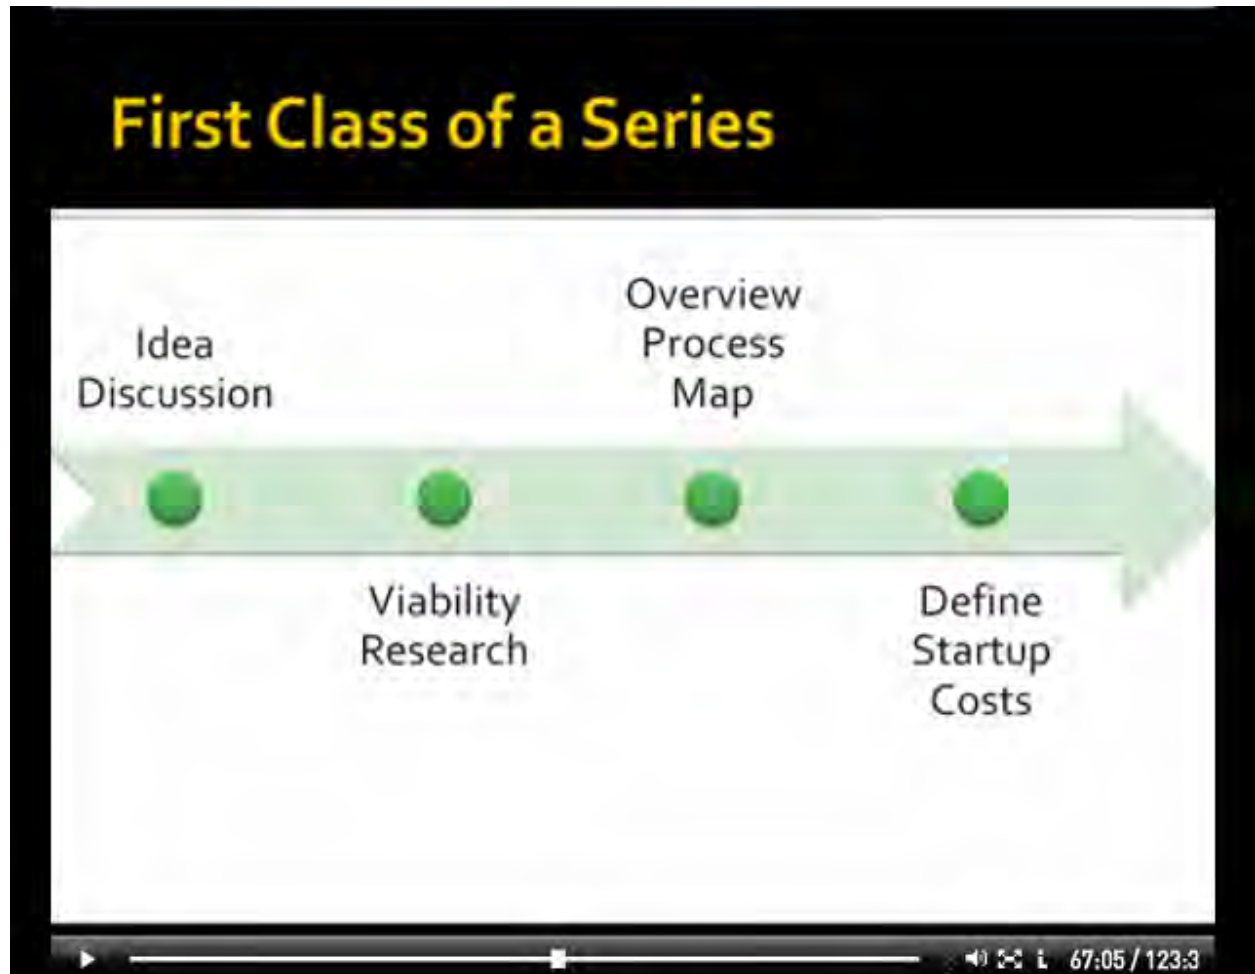 First Class of a Series
Idea
Discussion
Viability
Research
Overview
Process
Map
Define
Startup
Costs
67:05 / 123:3